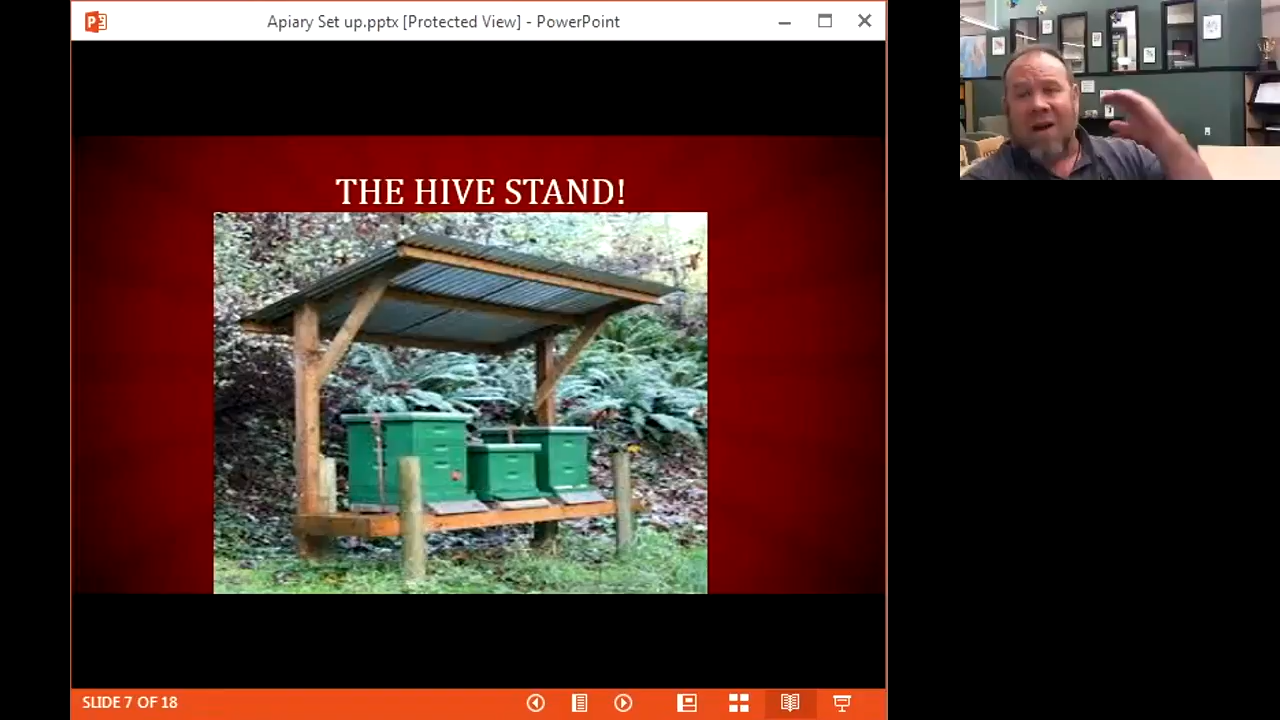 Apiary Set up.pptx [Protected View] - PowerPoint
THE HIVE STAND!
SLIDE 7 OF 18